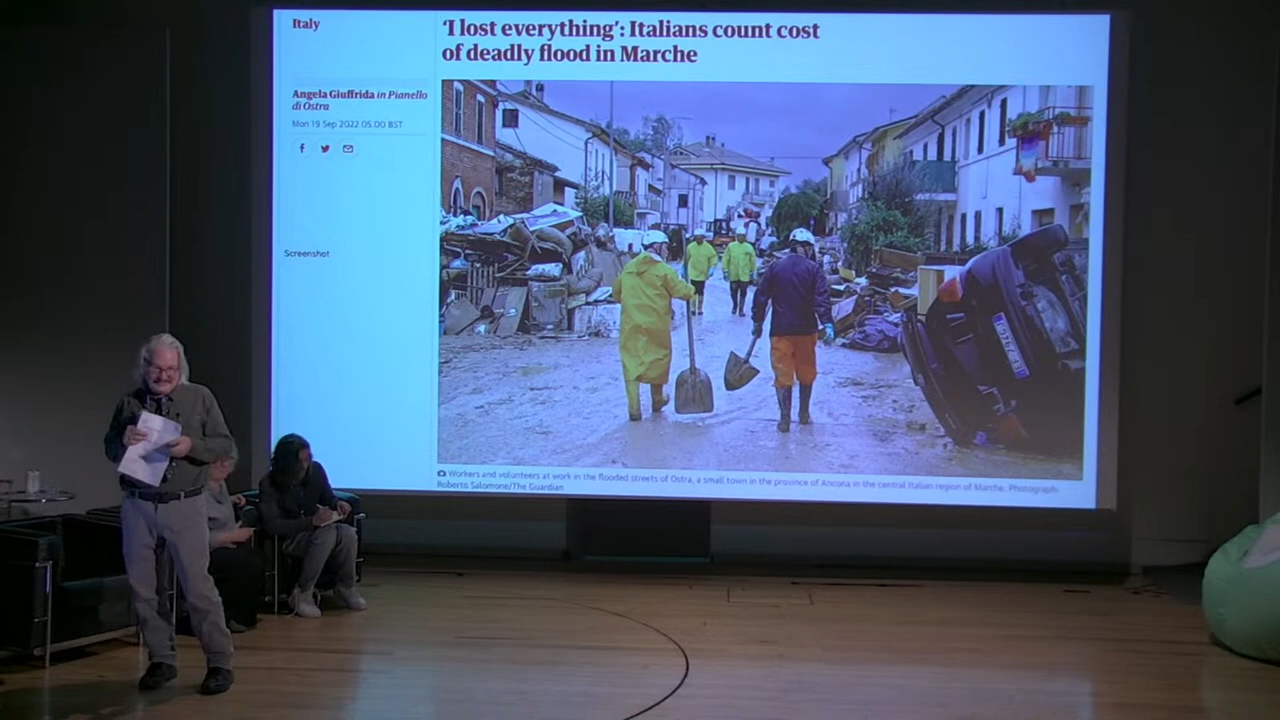 Italy
'I lost everything': Italians count cost
of deadly flood in Marche
Angela Giuffrida in Pianello
di Ostra
Mon 19 Sep 2022 05.00 BST
Screenshot
Workers and volunteers at work in the flooded streets of Ostra, a small town in the province of Ancona in the central Italian region of Marche. Photograph:
Roberto Salomone/The Guardian